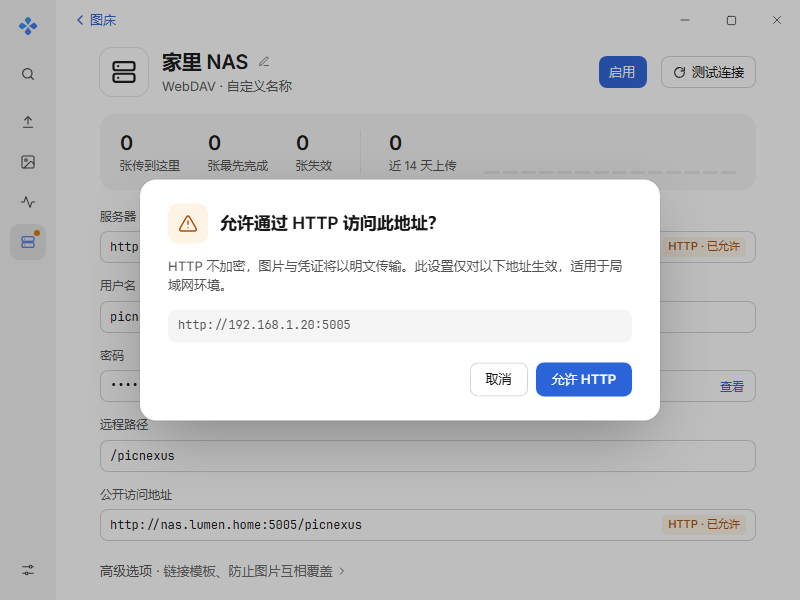 图床
家里 NAS
WebDAV · 自定义名称
启用
测试连接
0
0
0
0
张传到这里
张最先完成
张失效
近 14 天上传
服务器
http
HTTP · 已允许
用户名
picn
密码
••••
查看
允许通过 HTTP 访问此地址?
HTTP 不加密，图片与凭证将以明文传输。此设置仅对以下地址生效，适用于局
域网环境。
http://192.168.1.20:5005
取消
允许 HTTP
远程路径
/picnexus
公开访问地址
http://nas.lumen.home:5005/picnexus
HTTP · 已允许
高级选项 · 链接模板、防止图片互相覆盖